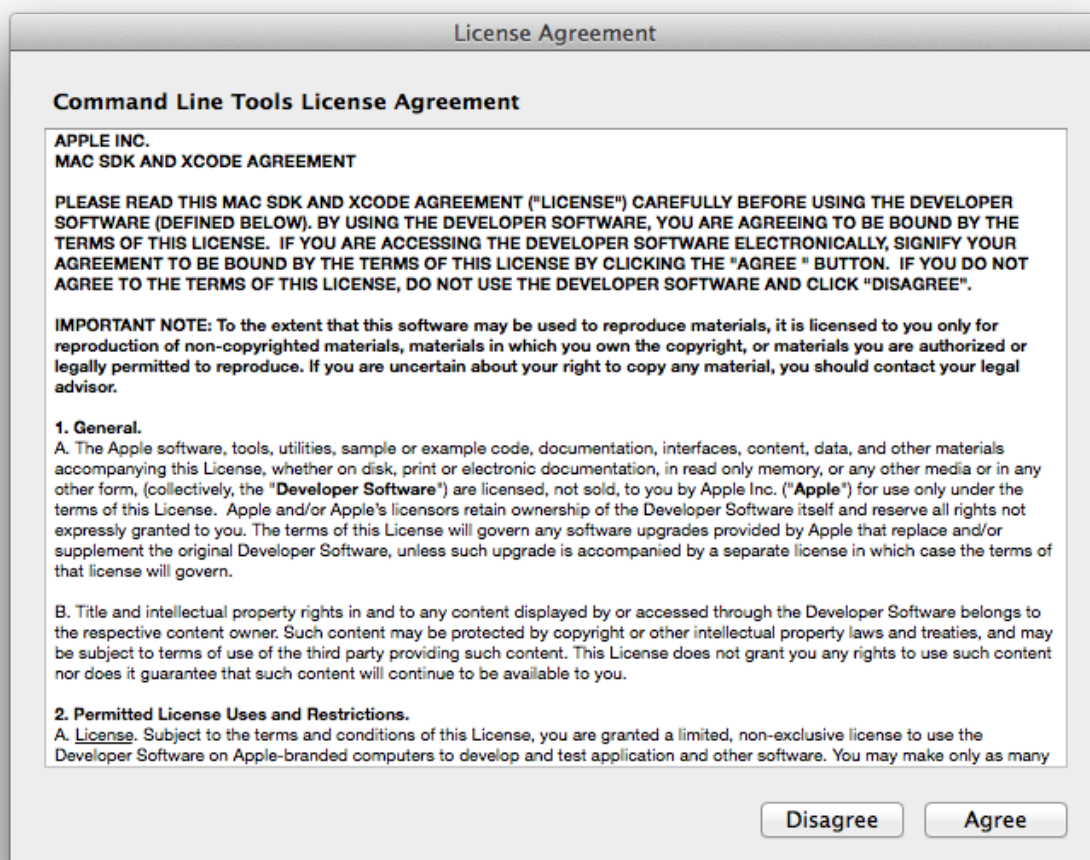 License Agreement
Command Line Tools License Agreement
APPLE INC.
MAC SDK AND XCODE AGREEMENT
PLEASE READ THIS MAC SDK AND XCODE AGREEMENT ("LICENSE") CAREFULLY BEFORE USING THE DEVELOPER
SOFTWARE (DEFINED BELOW). BY USING THE DEVELOPER SOFTWARE, YOU ARE AGREEING TO BE BOUND BY THE
TERMS OF THIS LICENSE.  IF YOU ARE ACCESSING THE DEVELOPER SOFTWARE ELECTRONICALLY, SIGNIFY YOUR
AGREEMENT TO BE BOUND BY THE TERMS OF THIS LICENSE BY CLICKING THE "AGREE " BUTTON.  IF YOU DO NOT
AGREE TO THE TERMS OF THIS LICENSE, DO NOT USE THE DEVELOPER SOFTWARE AND CLICK “DISAGREE”.
IMPORTANT NOTE: To the extent that this software may be used to reproduce materials, it is licensed to you only for
reproduction of non-copyrighted materials, materials in which you own the copyright, or materials you are authorized or
legally permitted to reproduce. If you are uncertain about your right to copy any material, you should contact your legal
advisor.
1. General.
A. The Apple software, tools, utilities, sample or example code, documentation, interfaces, content, data, and other materials
accompanying this License, whether on disk, print or electronic documentation, in read only memory, or any other media or in any
other form, (collectively, the "Developer Software") are licensed, not sold, to you by Apple Inc. ("Apple") for use only under the
terms of this License.  Apple and/or Apple’s licensors retain ownership of the Developer Software itself and reserve all rights not
expressly granted to you. The terms of this License will govern any software upgrades provided by Apple that replace and/or
supplement the original Developer Software, unless such upgrade is accompanied by a separate license in which case the terms of
that license will govern.
B. Title and intellectual property rights in and to any content displayed by or accessed through the Developer Software belongs to
the respective content owner. Such content may be protected by copyright or other intellectual property laws and treaties, and may
be subject to terms of use of the third party providing such content. This License does not grant you any rights to use such content
nor does it guarantee that such content will continue to be available to you.
2. Permitted License Uses and Restrictions.
A. License. Subject to the terms and conditions of this License, you are granted a limited, non-exclusive license to use the
Developer Software on Apple-branded computers to develop and test application and other software. You may make only as many
Disagree
Agree